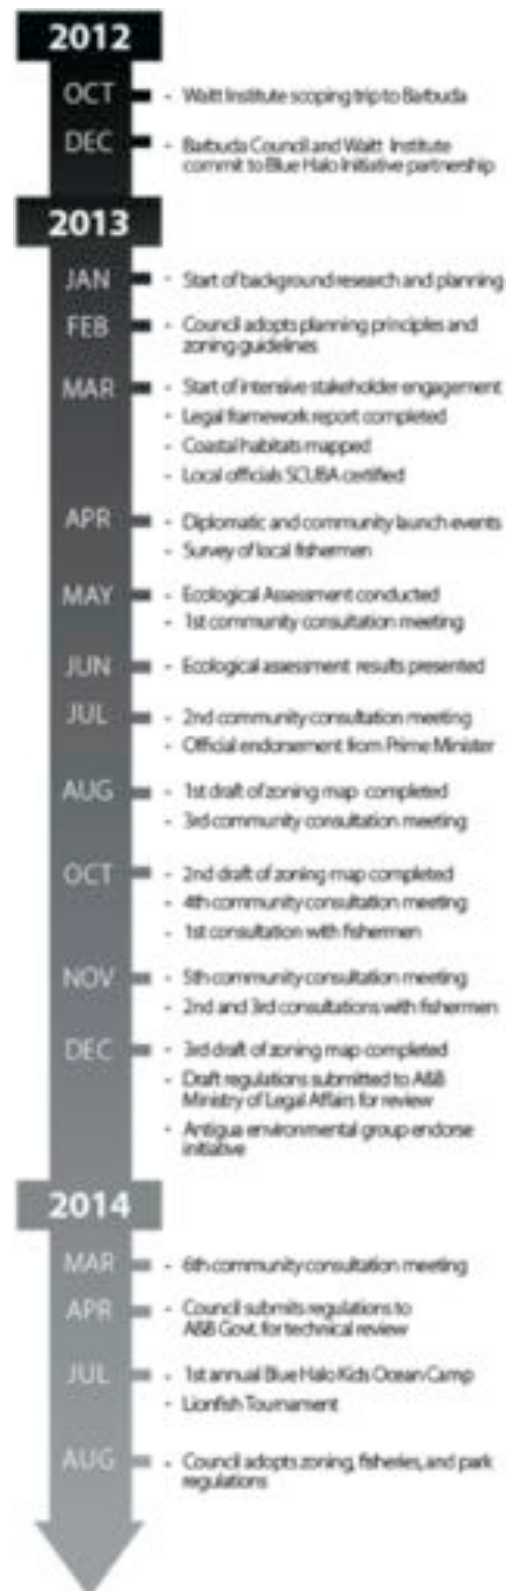 2012
OCT
- Waitt Institute scoping trip to Barbuda
DEC
- Barbuda Council and Waitt Institute
commit to Blue Halo Initiative partnership
2013
JAN
- Start of background research and planning
FEB
- Council adopts planning principles and
zoning guidelines
MAR
- Start of intensive stakeholder engagement
- Legal framework report completed
- Coastal habitats mapped
- Local officials SCUBA certified
APR
- Diplomatic and community launch events
- Survey of local fishermen
MAY
- Ecological Assessment conducted
- 1st community consultation meeting
JUN
- Ecological assessment results presented
JUL
- 2nd community consultation meeting
- Official endorsement from Prime Minister
AUG
- 1st draft of zoning map completed
- 3rd community consultation meeting
OCT
- 2nd draft of zoning map completed
- 4th community consultation meeting
- 1st consultation with fishermen
NOV
- 5th community consultation meeting
- 2nd and 3rd consultations with fishermen
DEC
- 3rd draft of zoning map completed
- Draft regulations submitted to A&B
Ministry of Legal Affairs for review
- Antigua environmental group endorse
initiative
2014
MAR
- 6th community consultation meeting
APR
- Council submits regulations to
A&B Govt. for technical review
JUL
- 1st annual Blue Halo Kids Ocean Camp
- Lionfish Tournament
AUG
- Council adopts zoning, fisheries, and park
regulations